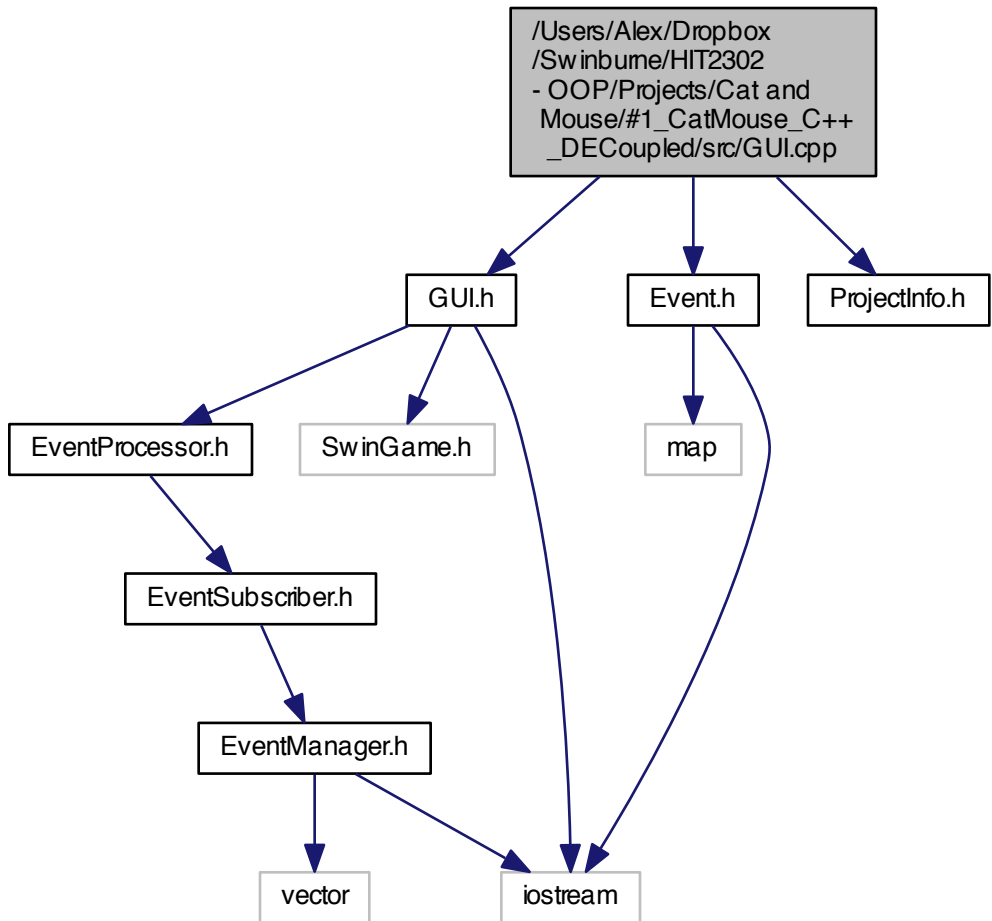 /Users/Alex/Dropbox
/Swinburne/HIT2302
- OOP/Projects/Cat and
Mouse/#1_CatMouse_C++
_DECoupled/src/GUI.cpp
GUI.h
Event.h
ProjectInfo.h
EventProcessor.h
SwinGame.h
map
EventSubscriber.h
EventManager.h
vector
iostream